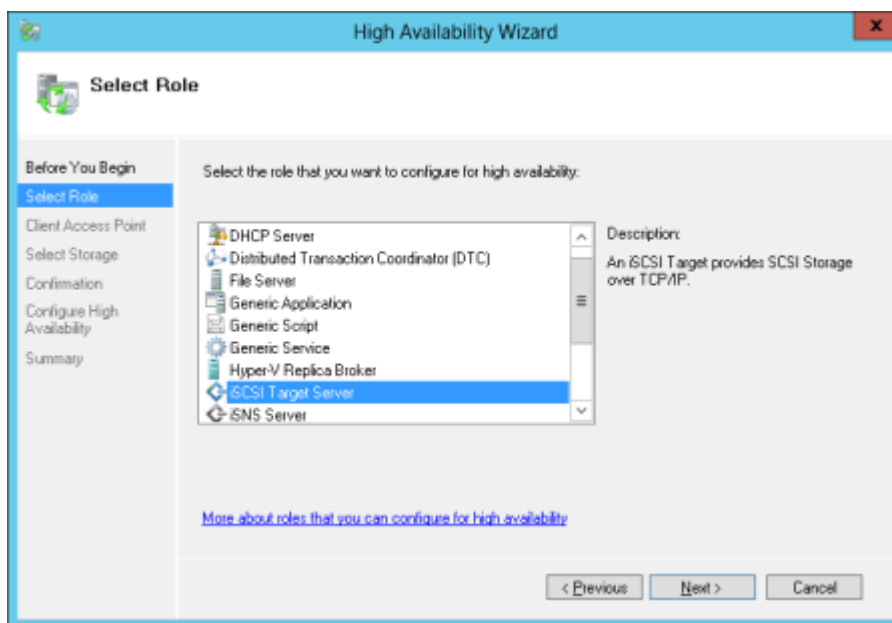 High Availability Wizard
x
Select Role
Before You Begin
Select Role
Client Access Point
Select Storage
Confirmation
Configure High
Availability
Summary
Select the role that you want to configure for high availability:
DHCP Server
Distributed Transaction Coordinator (DTC)
File Server
Generic Application
Generic Script
Generic Service
Hyper-V Replica Broker
iSCSI Target Server
iSNS Server
Description:
An iSCSI Target provides SCSI Storage
over TCP/IP.
More about roles that you can configure for high availability
< Previous
Next >
Cancel